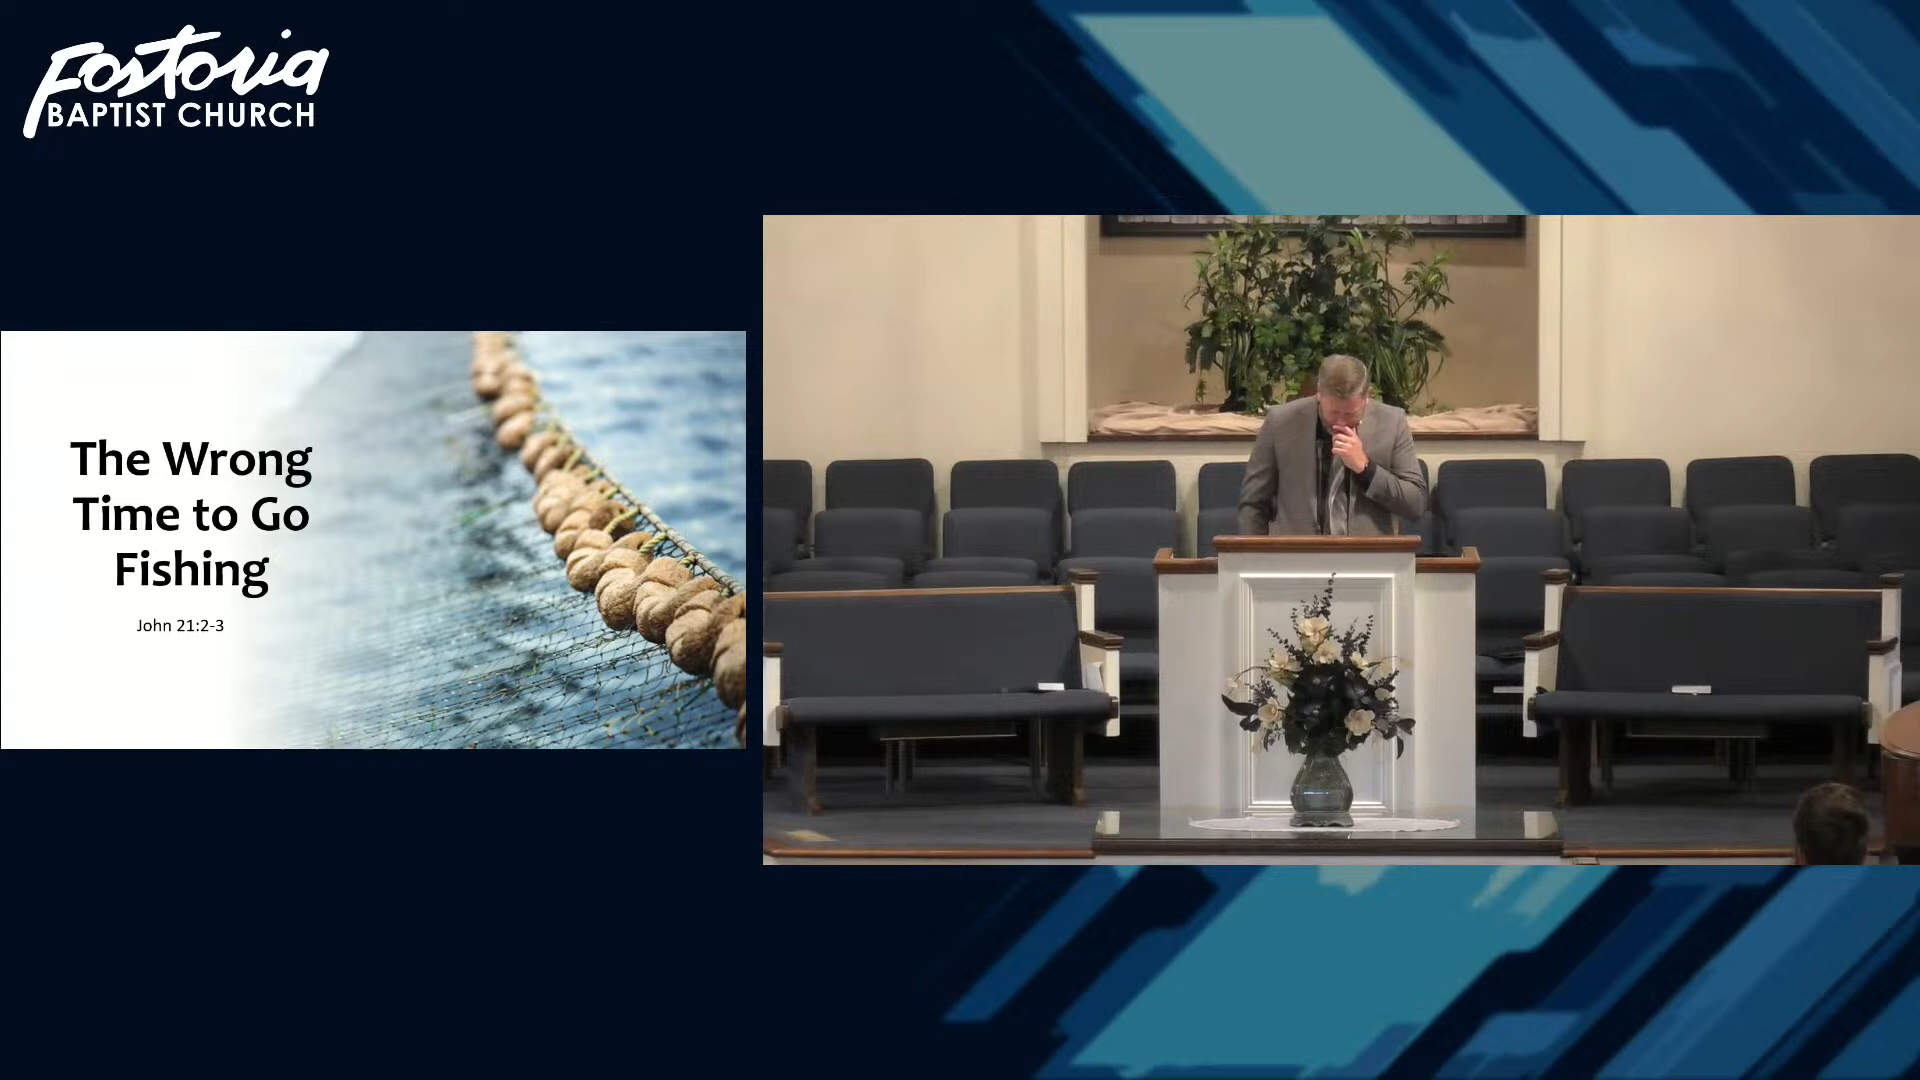 Fostoria
BAPTIST CHURCH
The Wrong
Time to Go
Fishing
John 21:2-3